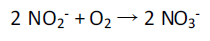 2 NO₂⁻ + O₂ → 2 NO₃⁻